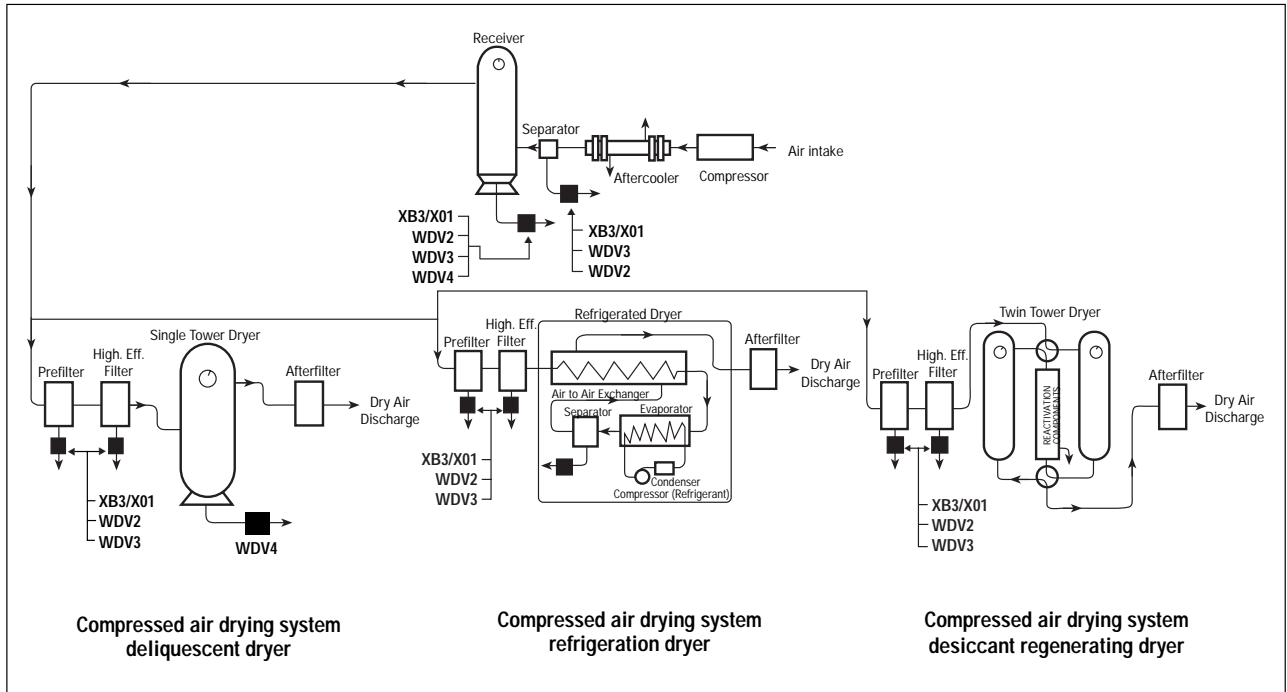 Receiver
Separator
Air intake
Aftercooler
Compressor
XB3/X01
WDV2
WDV3
WDV4
XB3/X01
WDV3
WDV2
Single Tower Dryer
Prefilter
High. Eff.
Filter
Afterfilter
Dry Air
Discharge
XB3/X01
WDV2
WDV3
WDV4
Refrigerated Dryer
Prefilter
High. Eff.
Filter
Afterfilter
Dry Air
Discharge
Air to Air Exchanger
Separator
Evaporator
Condenser
Compressor (Refrigerant)
XB3/X01
WDV2
WDV3
Twin Tower Dryer
Prefilter
High. Eff.
Filter
REACTIVATION
COMPONENTS
Afterfilter
Dry Air
Discharge
XB3/X01
WDV2
WDV3
Compressed air drying system
deliquescent dryer
Compressed air drying system
refrigeration dryer
Compressed air drying system
desiccant regenerating dryer